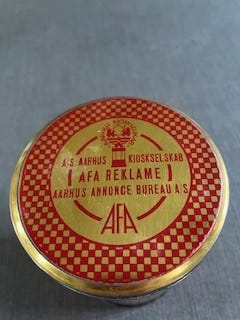 A/S AARHUS KIOSKSELSKAB
AFA REKLAME
AARHUS ANNONCE BUREAU A/S
AFA